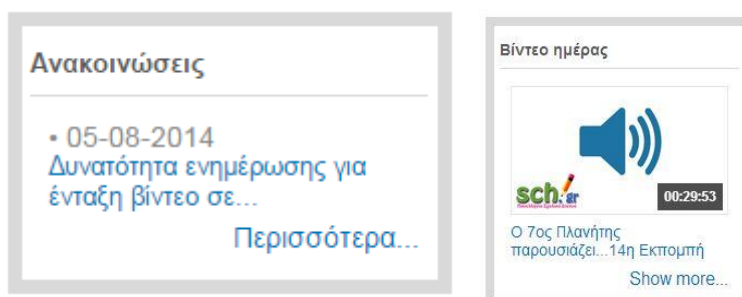 Ανακοινώσεις
• 05-08-2014
Δυνατότητα ενημέρωσης για
ένταξη βίντεο σε...
Περισσότερα...
Βίντεο ημέρας
sch.gr
00:29:53
Ο 7ος Πλανήτης
παρουσιάζει...14η Εκπομπή
Show more...